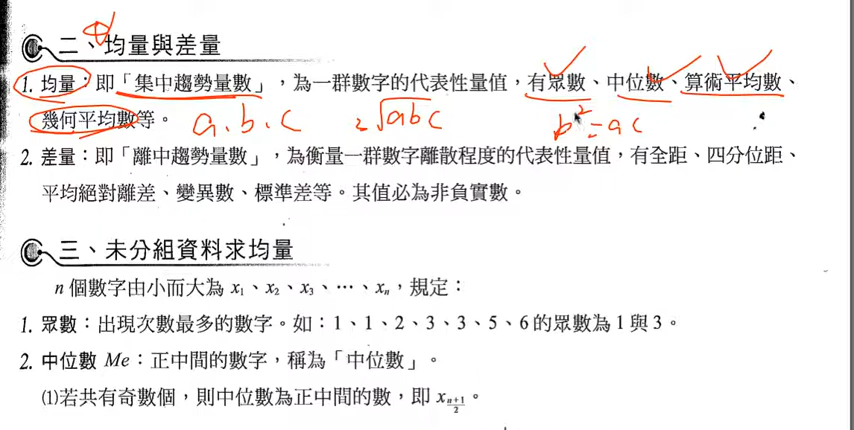 二、均量與差量
1. 均量：即「集中趨勢量數」，為一群數字的代表性量值，有眾數、中位數、算術平均數、
幾何平均數等。 a.b.c ²√abc b²=ac
2. 差量：即「離中趨勢量數」，為衡量一群數字離散程度的代表性量值，有全距、四分位距、
平均絕對離差、變異數、標準差等。其值必為非負實數。
三、未分組資料求均量
n 個數字由小而大為 x₁、x₂、x₃、⋯、xₙ，規定：
1. 眾數：出現次數最多的數字。如：1、1、2、3、3、5、6的眾數為1與3。
2. 中位數 Me：正中間的數字，稱為「中位數」。
⑴若共有奇數個，則中位數為正中間的數，即 x_{\frac{n+1}{2}}。